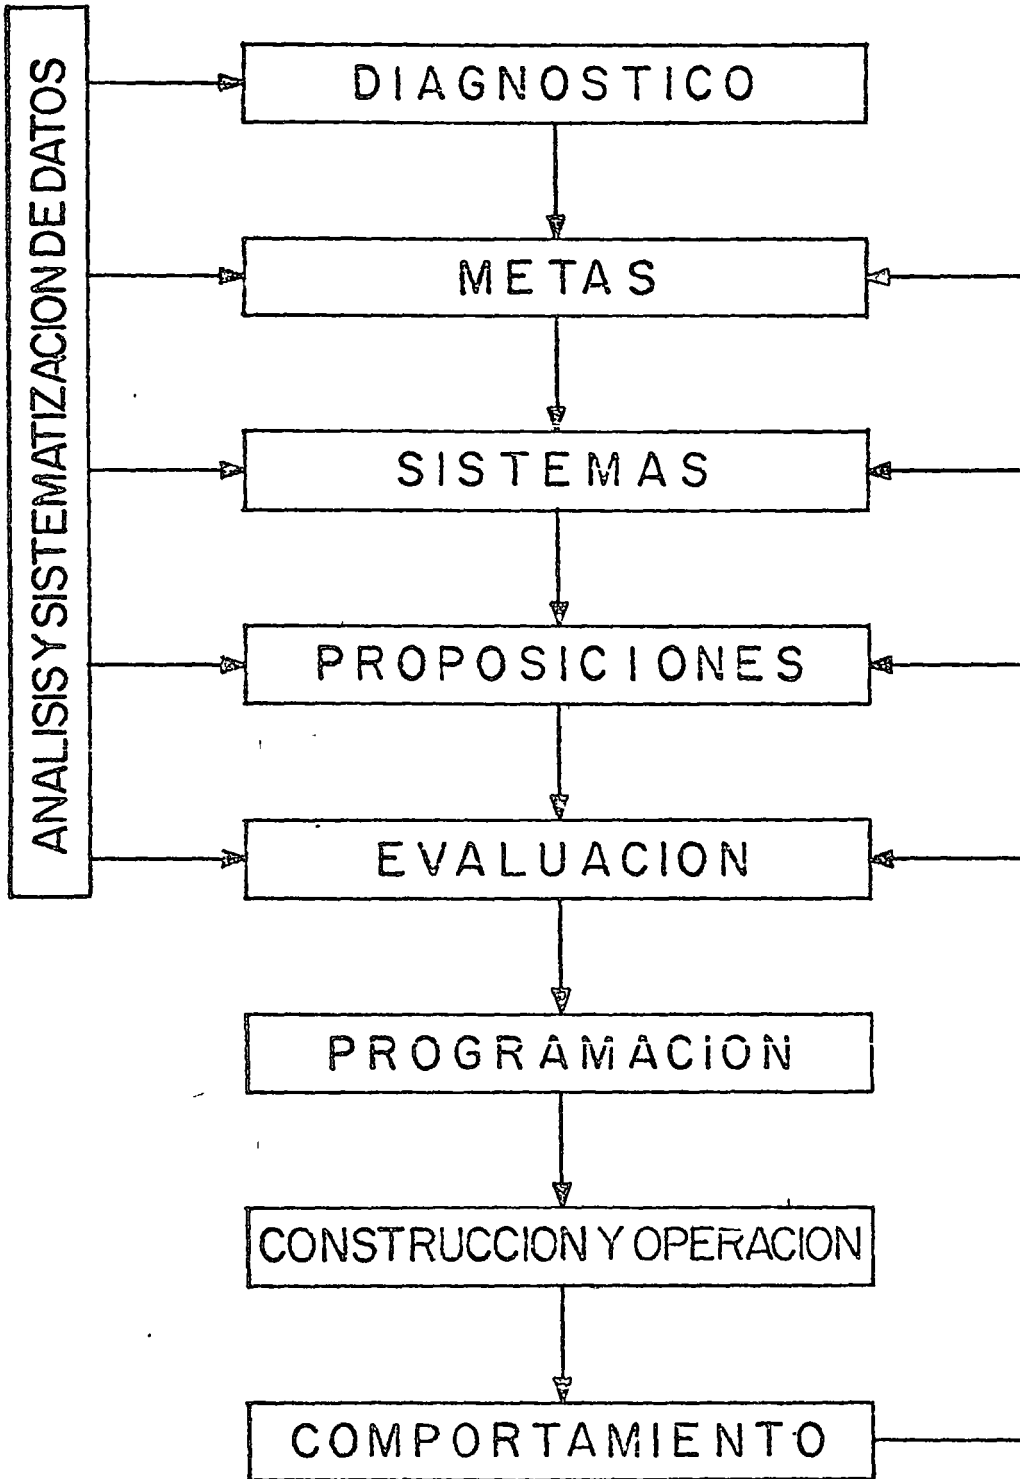 ANALISIS Y SISTEMATIZACION DE DATOS
DIAGNOSTICO
METAS
SISTEMAS
PROPOSICIONES
EVALUACION
PROGRAMACION
CONSTRUCCION Y OPERACION
COMPORTAMIENTO